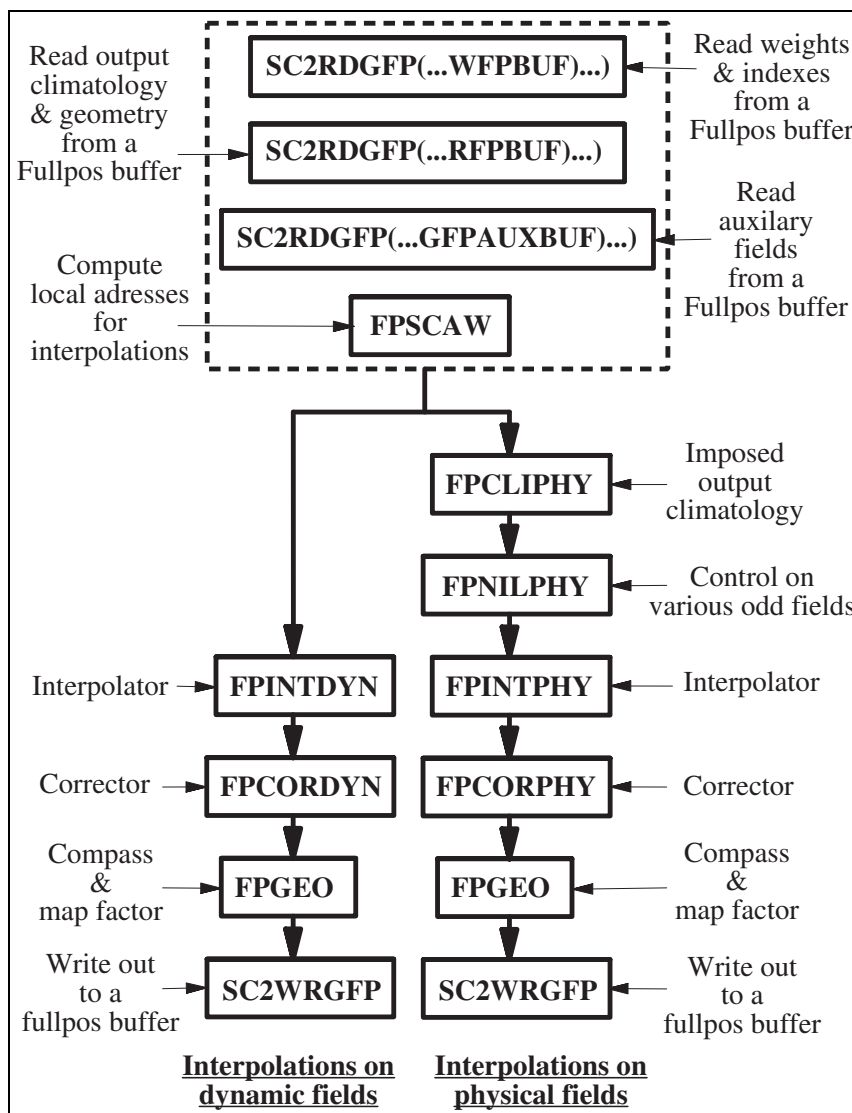 Read output
climatology
& geometry
from a
Fullpos buffer
SC2RDGFP(...WFPBUF)...)
Read weights
& indexes
from a
Fullpos buffer
SC2RDGFP(...RFPBUF)...)
SC2RDGFP(...GFPAUXBUF)...)
Read
auxilary
fields
from a
Fullpos buffer
Compute
local adresses
for
interpolations
FPSCAW
FPCLIPHY
Imposed
output
climatology
FPNILPHY
Control on
various odd fields
Interpolator
FPINTDYN
FPINTPHY
Interpolator
Corrector
FPCORDYN
FPCORPHY
Corrector
Compass
&
map factor
FPGEO
FPGEO
Compass
&
map factor
Write out
to a
fullpos buffer
SC2WRGFP
SC2WRGFP
Write out
to a
fullpos buffer
Interpolations on
dynamic fields
Interpolations on
physical fields